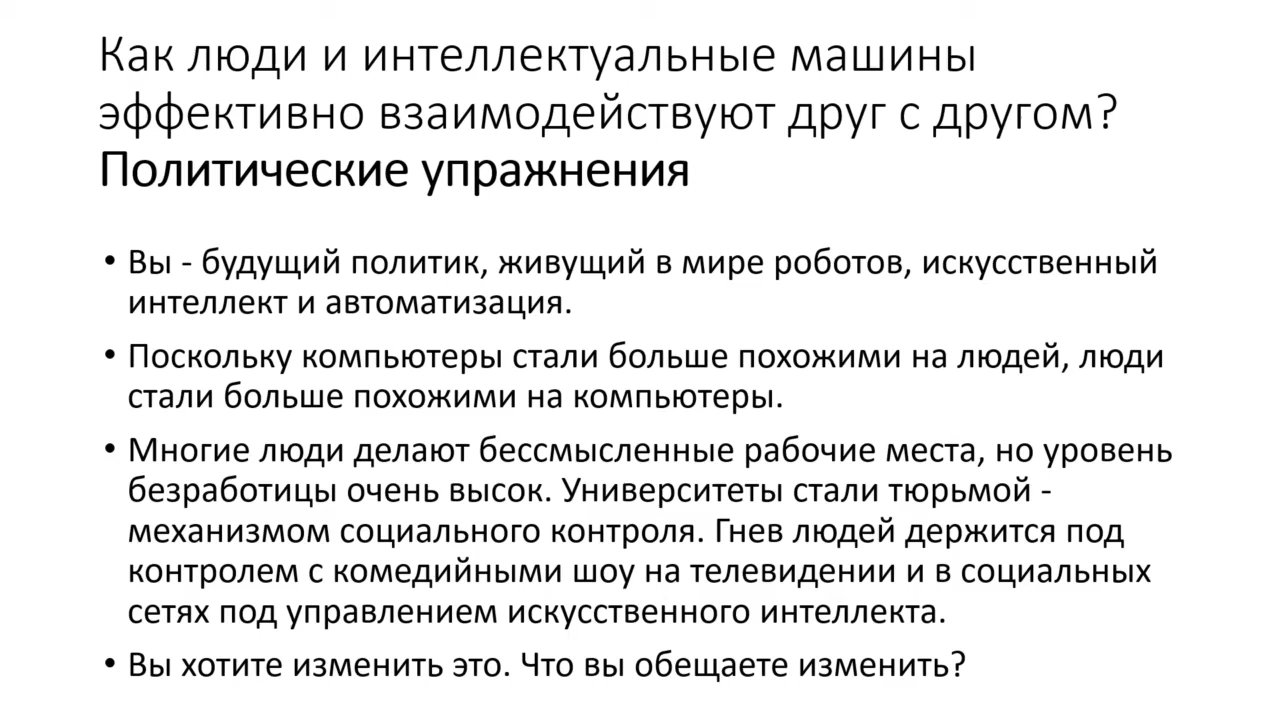 Как люди и интеллектуальные машины
эффективно взаимодействуют друг с другом?
Политические упражнения
• Вы - будущий политик, живущий в мире роботов, искусственный
интеллект и автоматизация.
• Поскольку компьютеры стали больше похожими на людей, люди
стали больше похожими на компьютеры.
• Многие люди делают бессмысленные рабочие места, но уровень
безработицы очень высок. Университеты стали тюрьмой -
механизмом социального контроля. Гнев людей держится под
контролем с комедийными шоу на телевидении и в социальных
сетях под управлением искусственного интеллекта.
• Вы хотите изменить это. Что вы обещаете изменить?